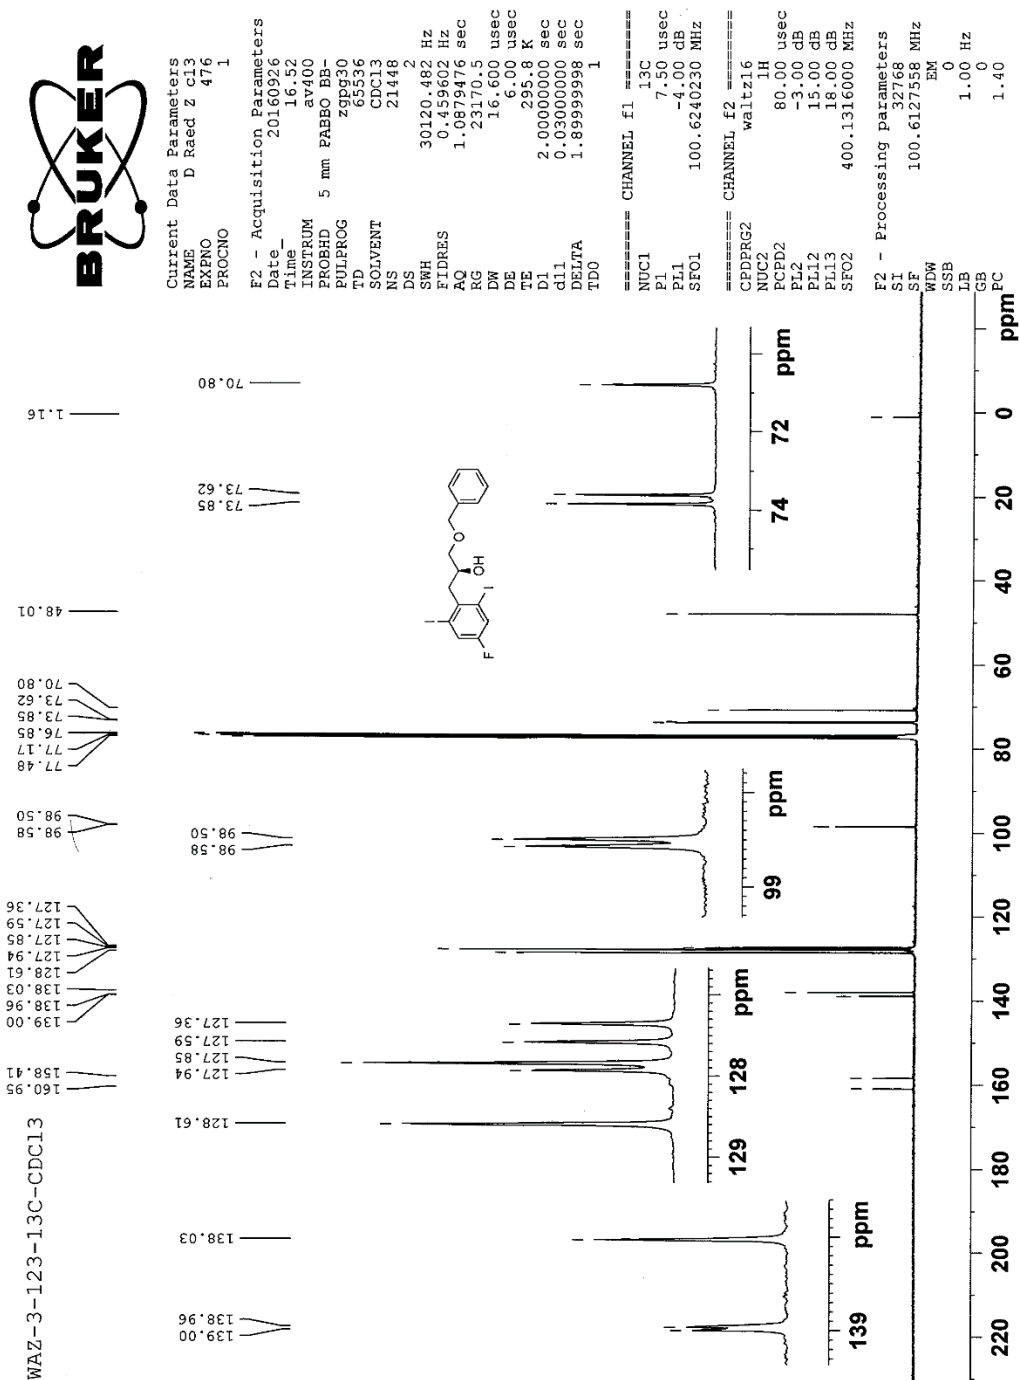 WAZ-3-123-13C-CDCl3
160.95
158.41
139.00
138.96
138.03
128.61
127.94
127.85
127.59
127.36
98.58
98.50
77.48
77.17
76.85
73.85
73.62
70.80
48.01
1.16
BRUKER
Current Data Parameters
NAME D Raed Z c13
EXPNO 476
PROCNO 1
F2 - Acquisition Parameters
Date_ 20160926
Time 16.52
INSTRUM av400
PROBHD 5 mm PABBO BB-
PULPROG zgpg30
TD 65536
SOLVENT CDCl3
NS 21448
DS 2
SWH 30120.482 Hz
FIDRES 0.459602 Hz
AQ 1.0879476 sec
RG 23170.5
DW 16.600 usec
DE 6.00 usec
TE 295.8 K
D1 2.00000000 sec
d11 0.03000000 sec
DELTA 1.89999998 sec
TD0 1
======== CHANNEL f1 ========
NUC1 13C
P1 7.50 usec
PL1 -4.00 dB
SFO1 100.6240230 MHz
======== CHANNEL f2 ========
CPDPRG2 waltz16
NUC2 1H
PCPD2 80.00 usec
PL2 -3.00 dB
PL12 15.00 dB
PL13 18.00 dB
SFO2 400.1316000 MHz
F2 - Processing parameters
SI 32768
SF 100.6127558 MHz
WDW EM
SSB 0
LB 1.00 Hz
GB 0
PC 1.40
139.00
138.96
138.03
139 ppm
128.61
127.94
127.85
127.59
127.36
129 128 ppm
98.58
98.50
99 ppm
73.85
73.62
70.80
74 72 ppm
F
I
I
OH
O
220 200 180 160 140 120 100 80 60 40 20 0 ppm